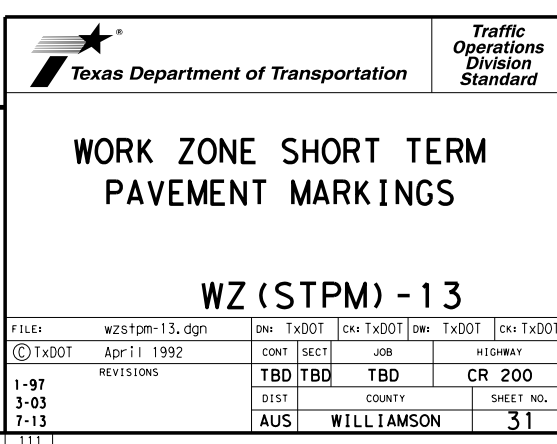 ®
Texas Department of Transportation
Traffic
Operations
Division
Standard
WORK ZONE SHORT TERM
PAVEMENT MARKINGS
WZ(STPM)-13
FILE: wzstpm-13.dgn DN: TxDOT CK: TxDOT DW: TxDOT CK: TxDOT
© TxDOT April 1992 CONT SECT JOB HIGHWAY
REVISIONS TBD TBD TBD CR 200
1-97
3-03 DIST COUNTY SHEET NO.
7-13 AUS WILLIAMSON 31
111